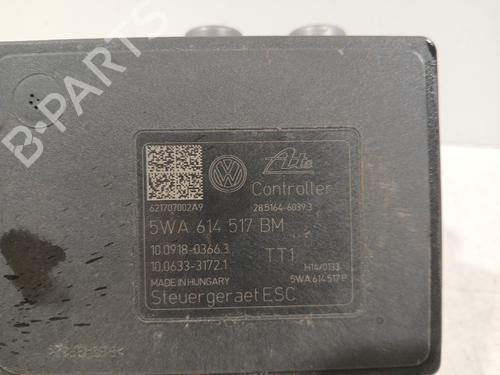 Ate
Controller
621707002A9
28.5164-6039.3
5WA 614 517 BM
10.0918-0366.3
TT1
10.0633-3172.1
H14/0133
MADE IN HUNGARY
5WA 614 517 P
Steuergeraet ESC